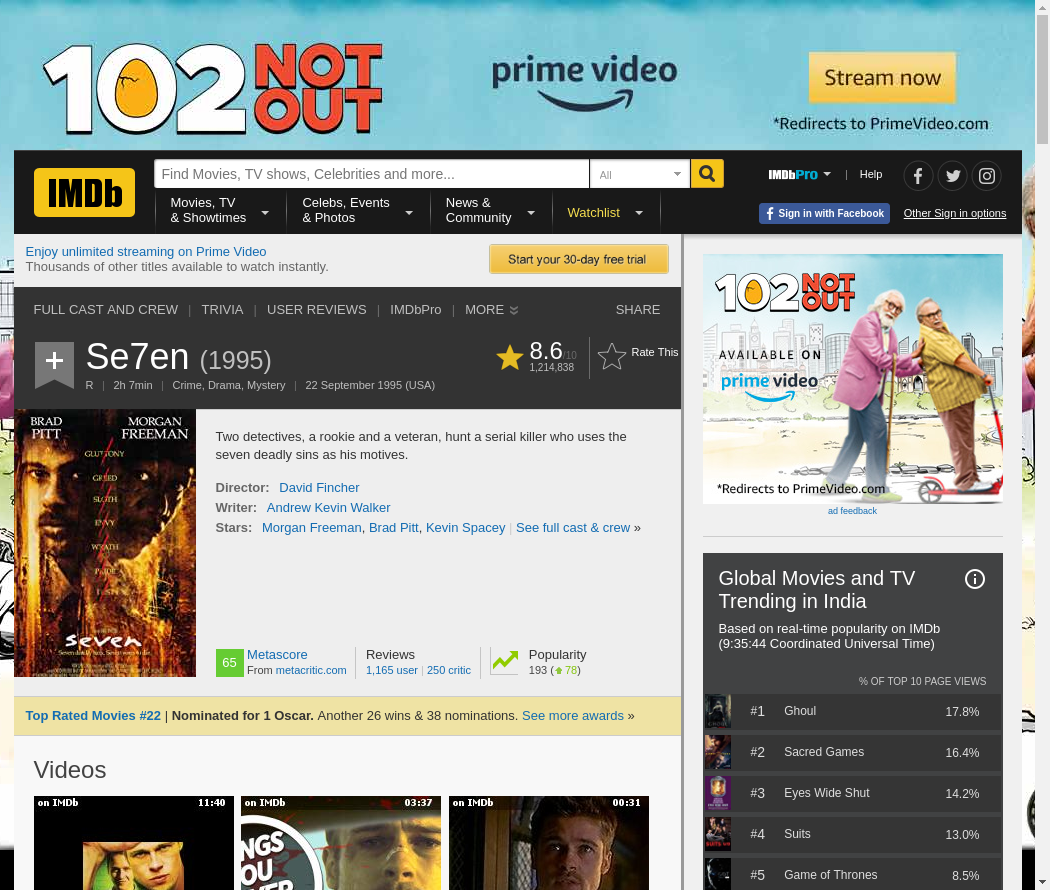 102 NOT OUT
prime video
Stream now
*Redirects to PrimeVideo.com
IMDb
Find Movies, TV shows, Celebrities and more...
All
IMDbPro
|
Help
Movies, TV
& Showtimes
Celebs, Events
& Photos
News &
Community
Watchlist
Sign in with Facebook
Other Sign in options
Enjoy unlimited streaming on Prime Video
Thousands of other titles available to watch instantly.
Start your 30-day free trial
FULL CAST AND CREW | TRIVIA | USER REVIEWS | IMDbPro | MORE
SHARE
+
Se7en (1995)
R | 2h 7min | Crime, Drama, Mystery | 22 September 1995 (USA)
8.6/10
1,214,838
Rate This
BRAD
PITT
MORGAN
FREEMAN
GLUTTONY
GREED
SLOTH
ENVY
WRATH
PRIDE
LUST
seven
Seven deadly sins. Seven ways to die.
Two detectives, a rookie and a veteran, hunt a serial killer who uses the
seven deadly sins as his motives.
Director: David Fincher
Writer: Andrew Kevin Walker
Stars: Morgan Freeman, Brad Pitt, Kevin Spacey | See full cast & crew »
65
Metascore
From metacritic.com
Reviews
1,165 user | 250 critic
Popularity
193 (78)
Top Rated Movies #22 | Nominated for 1 Oscar. Another 26 wins & 38 nominations. See more awards »
Videos
on IMDb 11:40
on IMDb 03:37
on IMDb 00:31
102 NOT OUT
AVAILABLE ON
prime video
*Redirects to PrimeVideo.com
ad feedback
Global Movies and TV
Trending in India
Based on real-time popularity on IMDb
(9:35:44 Coordinated Universal Time)
% OF TOP 10 PAGE VIEWS
#1 Ghoul 17.8%
#2 Sacred Games 16.4%
#3 Eyes Wide Shut 14.2%
#4 Suits 13.0%
#5 Game of Thrones 8.5%